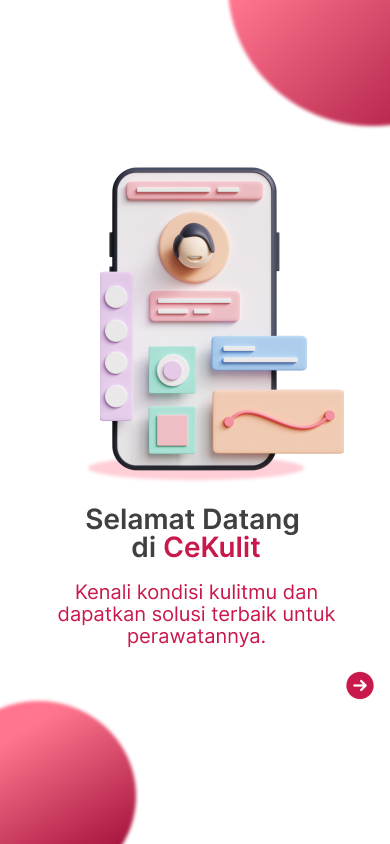 Selamat Datang
di CeKulit
Kenali kondisi kulitmu dan
dapatkan solusi terbaik untuk
perawatannya.